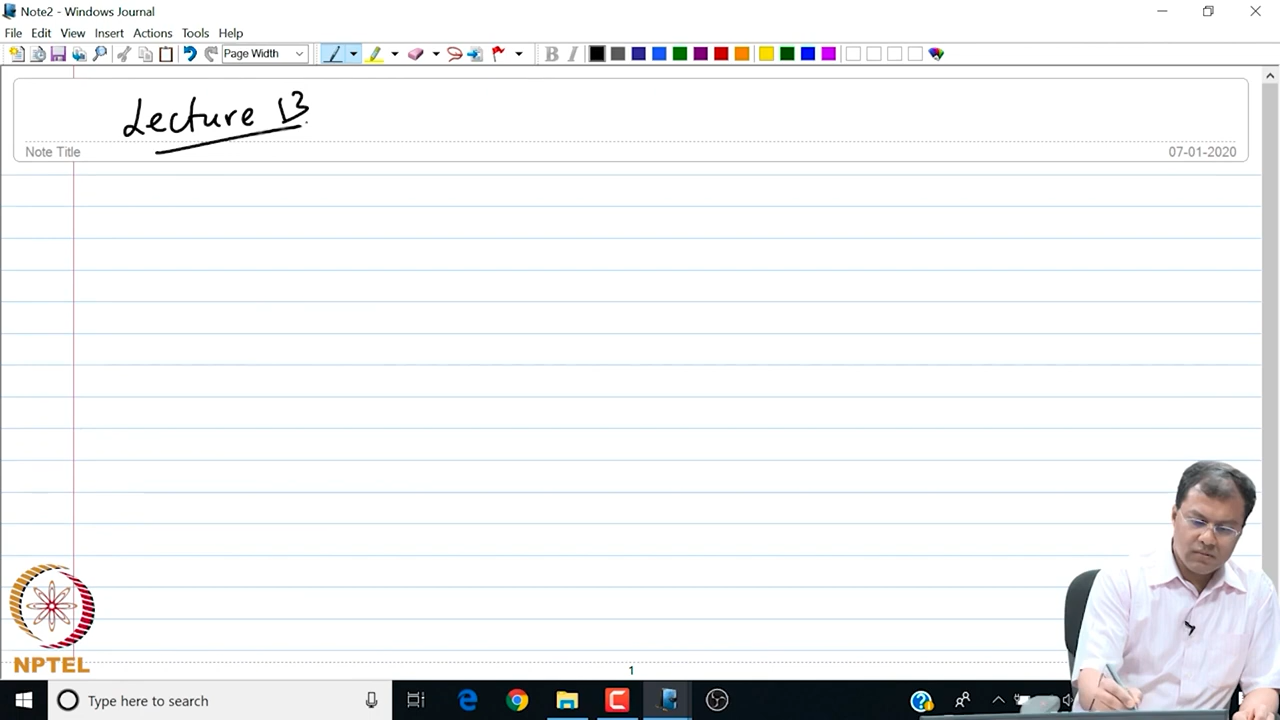 Note2 - Windows Journal
File Edit View Insert Actions Tools Help
Page Width
B I
Lecture 13
Note Title
07-01-2020
NPTEL
1
Type here to search